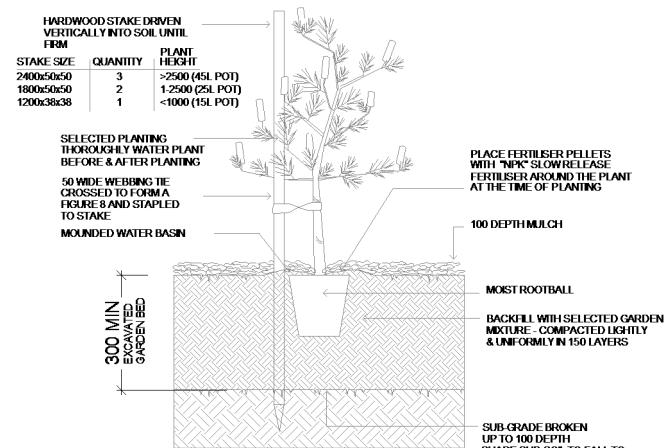 HARDWOOD STAKE DRIVEN
VERTICALLY INTO SOIL UNTIL
FIRM
STAKE SIZE QUANTITY PLANT HEIGHT
2400x50x50 3 >2500 (45L POT)
1800x50x50 2 1-2500 (25L POT)
1200x38x38 1 <1000 (15L POT)
SELECTED PLANTING
THOROUGHLY WATER PLANT
BEFORE & AFTER PLANTING
50 WIDE WEBBING TIE
CROSSED TO FORM A
FIGURE 8 AND STAPLED
TO STAKE
MOUNDED WATER BASIN
300 MIN
EXCAVATED
GARDEN BED
PLACE FERTILISER PELLETS
WITH "NPK" SLOW RELEASE
FERTILISER AROUND THE PLANT
AT THE TIME OF PLANTING
100 DEPTH MULCH
MOIST ROOTBALL
BACKFILL WITH SELECTED GARDEN
MIXTURE - COMPACTED LIGHTLY
& UNIFORMLY IN 150 LAYERS
SUB-GRADE BROKEN
UP TO 100 DEPTH